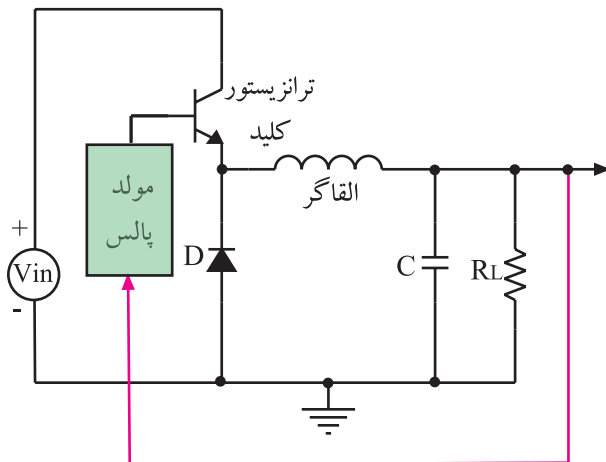 ترانزیستور
کلید
مولد
پالس
القاگر
+
Vin
-
D
C
RL